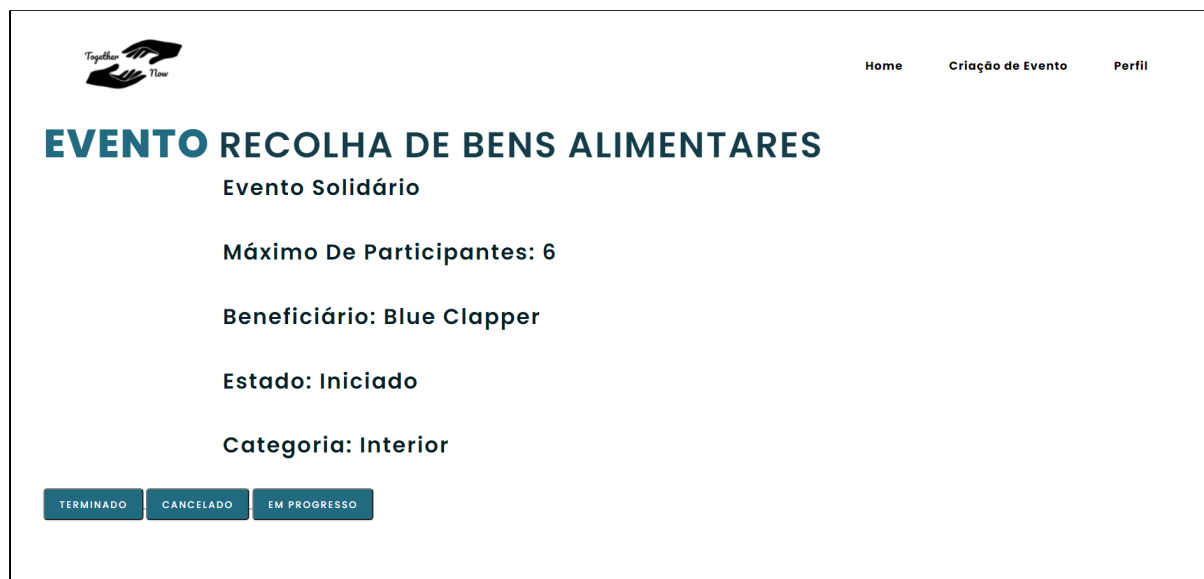 Together
Now
Home Criação de Evento Perfil
EVENTO RECOLHA DE BENS ALIMENTARES
Evento Solidário
Máximo De Participantes: 6
Beneficiário: Blue Clapper
Estado: Iniciado
Categoria: Interior
TERMINADO CANCELADO EM PROGRESSO